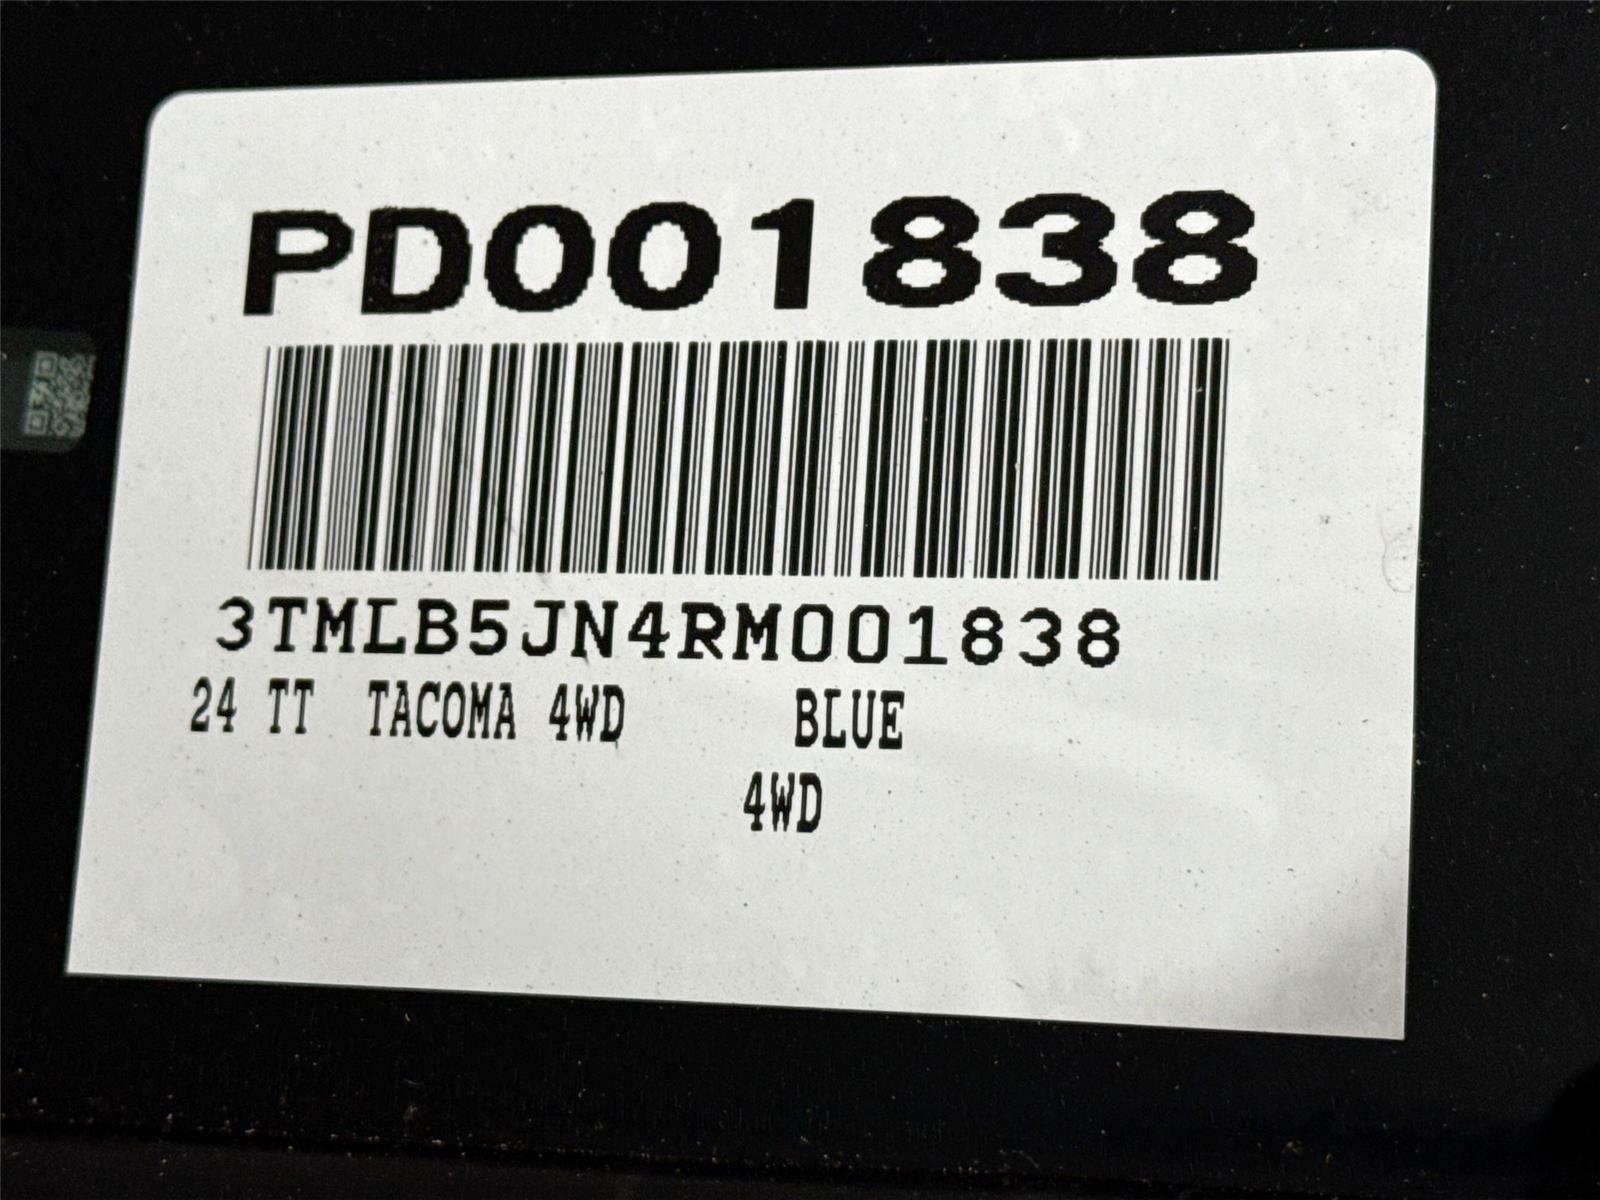 PD001838
3TMLB5JN4RM001838
24 TT TACOMA 4WD BLUE
4WD